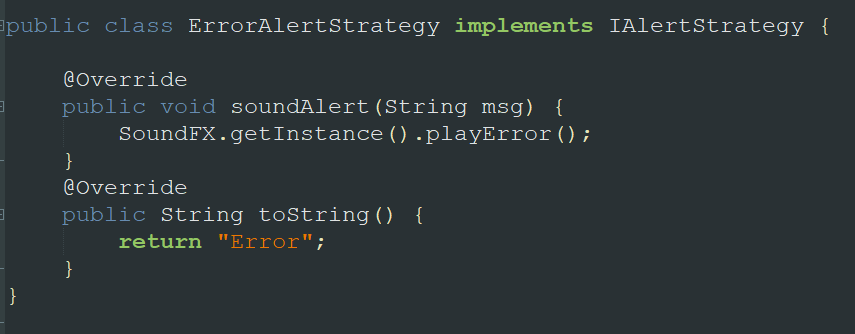 public class ErrorAlertStrategy implements IAlertStrategy {
@Override
public void soundAlert(String msg) {
SoundFX.getInstance().playError();
}
@Override
public String toString() {
return "Error";
}
}